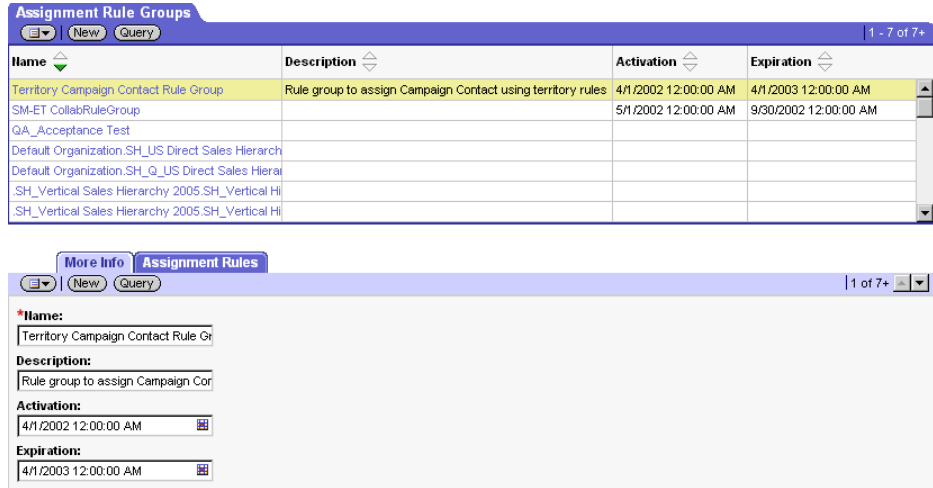 Assignment Rule Groups
New Query 1 - 7 of 7+
Name Description Activation Expiration
Territory Campaign Contact Rule Group Rule group to assign Campaign Contact using territory rules 4/1/2002 12:00:00 AM 4/1/2003 12:00:00 AM
SM-ET CollabRuleGroup 5/1/2002 12:00:00 AM 9/30/2002 12:00:00 AM
QA_Acceptance Test
Default Organization.SH_US Direct Sales Hierarch
Default Organization.SH_Q_US Direct Sales Hierar
.SH_Vertical Sales Hierarchy 2005.SH_Vertical Hi
.SH_Vertical Sales Hierarchy 2005.SH_Vertical Hi
More Info Assignment Rules
New Query 1 of 7+
*Name:
Territory Campaign Contact Rule Gr
Description:
Rule group to assign Campaign Cor
Activation:
4/1/2002 12:00:00 AM
Expiration:
4/1/2003 12:00:00 AM